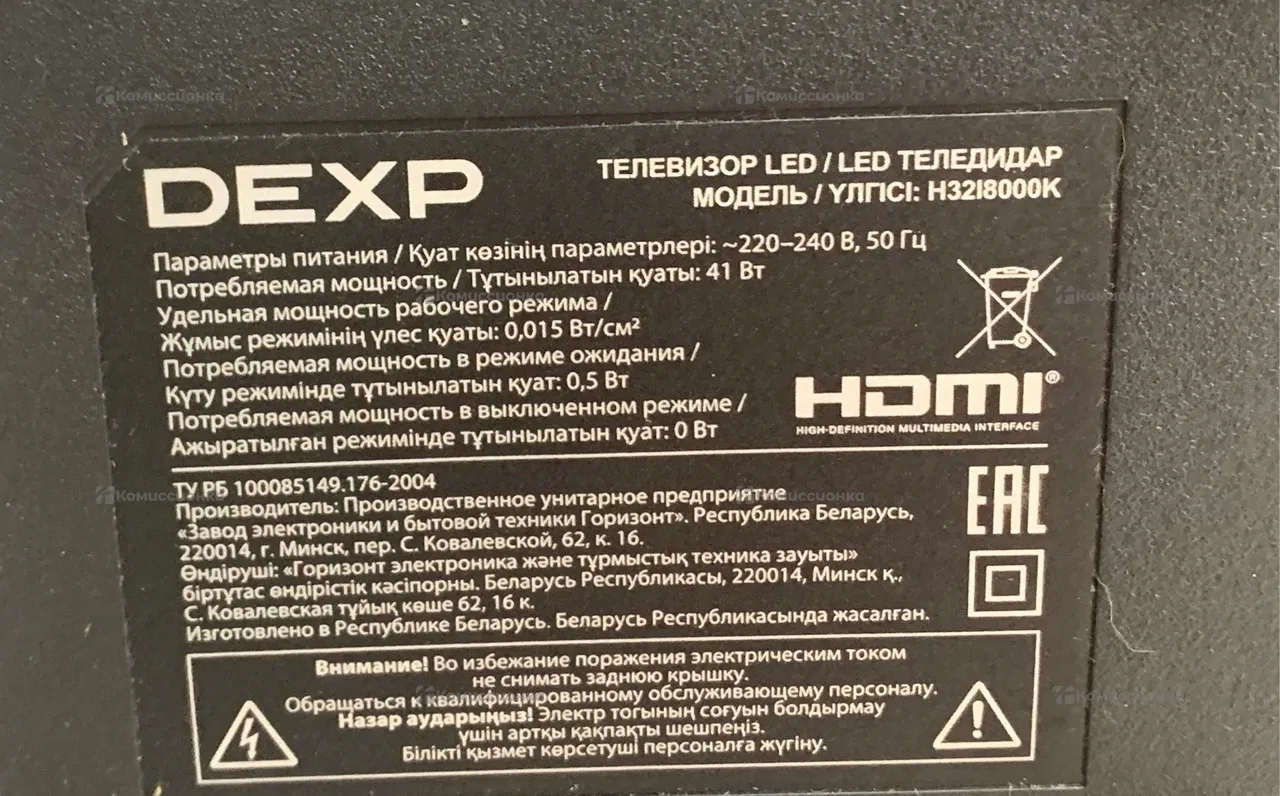 DEXP
ТЕЛЕВИЗОР LED / LED ТЕЛЕДИДАР
МОДЕЛЬ / ҮЛГІСІ: H32I8000K
Параметры питания / Қуат көзінің параметрлері: ~220–240 В, 50 Гц
Потребляемая мощность / Тұтынылатын қуаты: 41 Вт
Удельная мощность рабочего режима /
Жұмыс режимінің үлес қуаты: 0,015 Вт/см²
Потребляемая мощность в режиме ожидания /
Күту режимінде тұтынылатын қуат: 0,5 Вт
Потребляемая мощность в выключенном режиме /
Ажыратылған режимінде тұтынылатын қуат: 0 Вт
HDMI®
HIGH-DEFINITION MULTIMEDIA INTERFACE
ТУ РБ 100085149.176-2004
Производитель: Производственное унитарное предприятие
«Завод электроники и бытовой техники Горизонт». Республика Беларусь,
220014, г. Минск, пер. С. Ковалевской, 62, к. 16.
Өндіруші: «Горизонт электроника және тұрмыстық техника зауыты»
біртұтас өндірістік кәсіпорны. Беларусь Республикасы, 220014, Минск қ.,
С. Ковалевская тұйық көше 62, 16 к.
Изготовлено в Республике Беларусь. Беларусь Республикасында жасалған.
EAC
Внимание! Во избежание поражения электрическим током
не снимать заднюю крышку.
Обращаться к квалифицированному обслуживающему персоналу.
Назар аударыңыз! Электр тогының соғуын болдырмау
үшін артқы қақпақты шешпеңіз.
Білікті қызмет көрсетуші персоналға жүгіну.
Комиссионка
Комиссионка
Комиссионка
Комиссионка
Комиссионка
Комиссионка